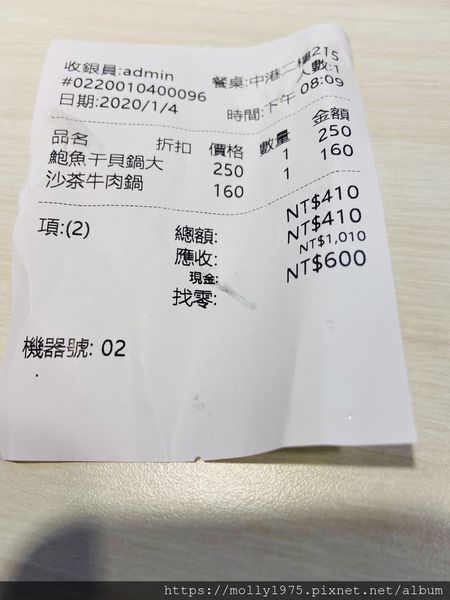 收銀員:admin 餐桌:中港二樓215
#0220010400096 人數:1
日期:2020/1/4 時間:下午 08:09
品名 折扣 價格 數量 金額
鮑魚干貝鍋大 250 1 250
沙茶牛肉鍋 160 1 160
項:(2) 總額: NT$410
應收: NT$410
現金: NT$1,010
找零: NT$600
機器號: 02
https://molly1975.pixnet.net/album